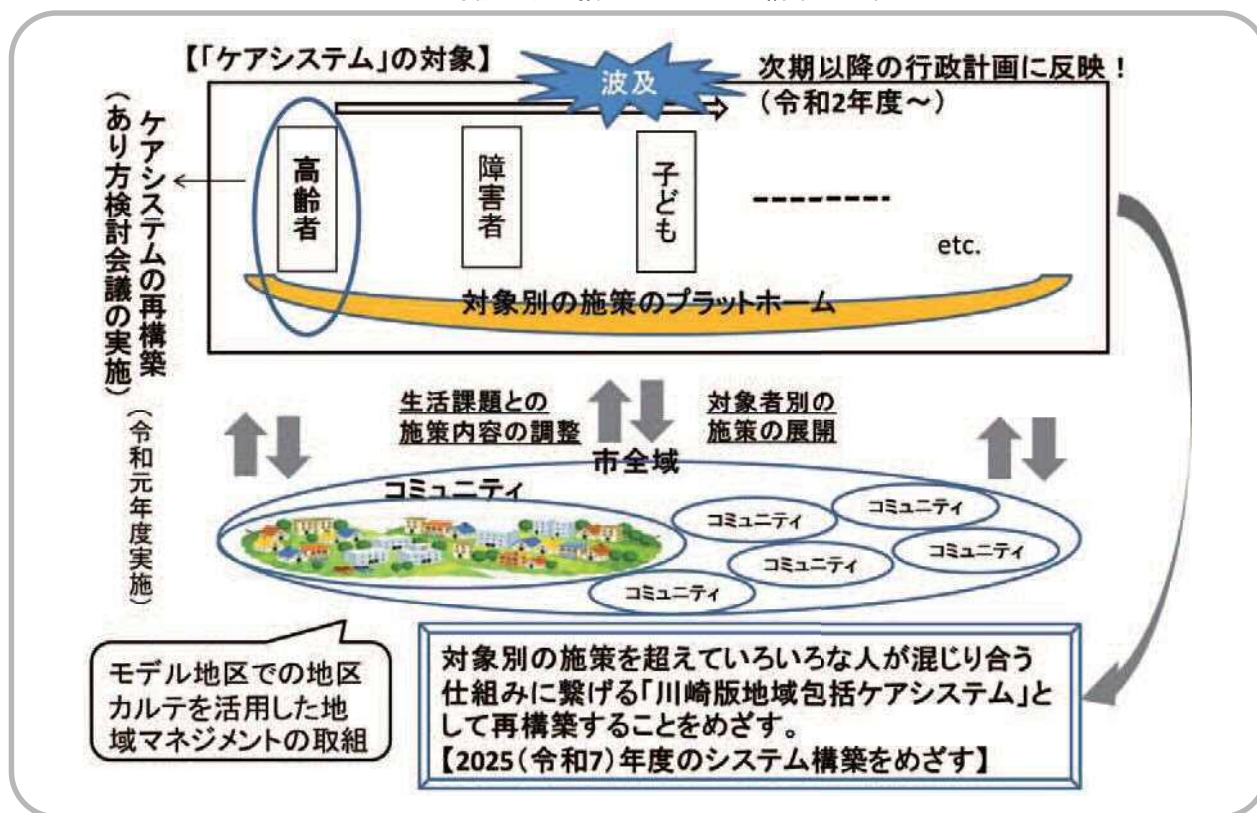 【「ケアシステム」の対象】
波及
次期以降の行政計画に反映！
（令和2年度～）
ケアシステムの再構築
（あり方検討会議の実施）
（令和元年度実施）
高齢者
障害者
子ども
--------
etc.
対象別の施策のプラットホーム
生活課題との
施策内容の調整
対象者別の
施策の展開
市全域
コミュニティ
コミュニティ
コミュニティ
コミュニティ
コミュニティ
コミュニティ
モデル地区での地区
カルテを活用した地
域マネジメントの取組
対象別の施策を超えていろいろな人が混じり合う
仕組みに繋げる「川崎版地域包括ケアシステム」と
して再構築することをめざす。
【2025（令和7）年度のシステム構築をめざす】